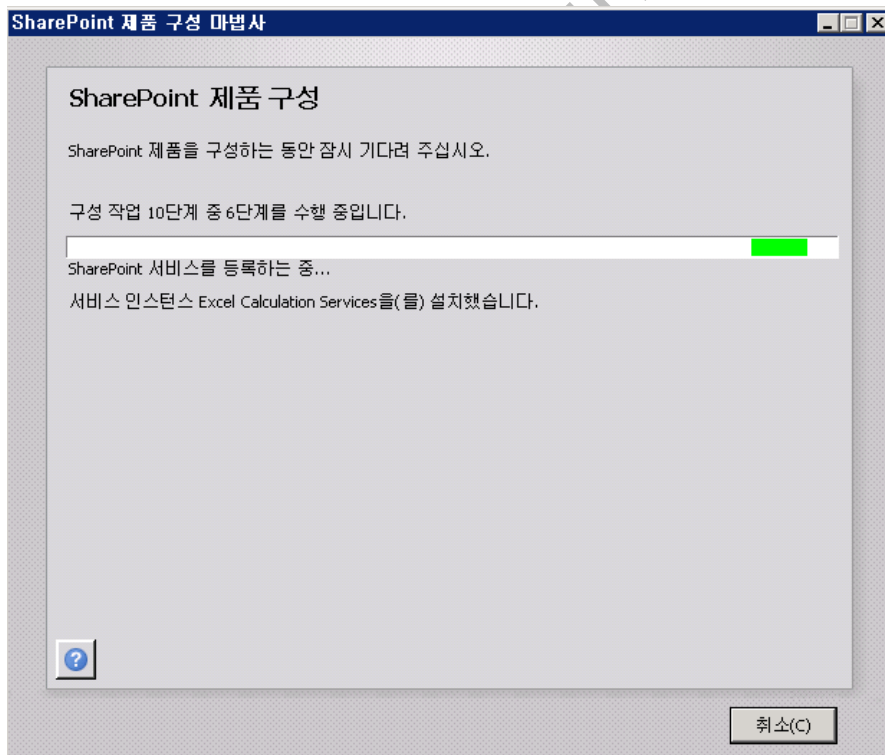 SharePoint 제품 구성 마법사
SharePoint 제품 구성
SharePoint 제품을 구성하는 동안 잠시 기다려 주십시오.
구성 작업 10단계 중 6단계를 수행 중입니다.
SharePoint 서비스를 등록하는 중...
서비스 인스턴스 Excel Calculation Services을(를) 설치했습니다.
취소(C)